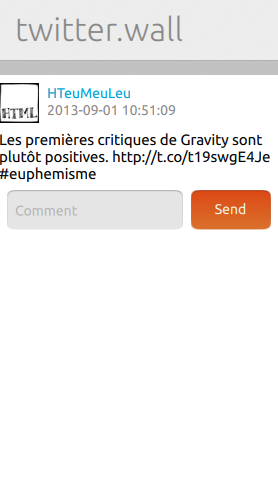 twitter.wall
HTML
HTeuMeuLeu
2013-09-01 10:51:09
Les premières critiques de Gravity sont
plutôt positives. http://t.co/t19swgE4Je
#euphemisme
Comment
Send